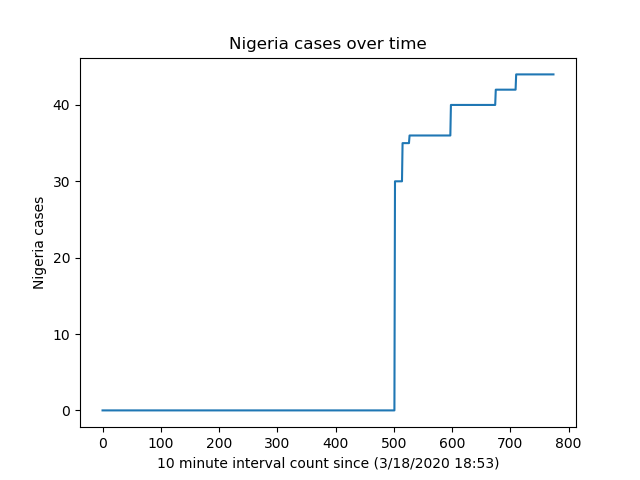 Nigeria cases over time
Nigeria cases
40
30
20
10
0
0 100 200 300 400 500 600 700 800
10 minute interval count since (3/18/2020 18:53)